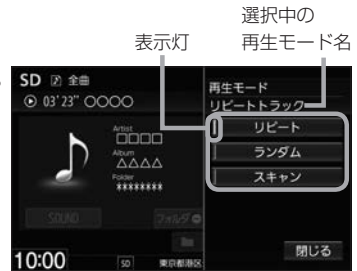 選択中の
表示灯
再生モード名
SD 全曲
03'23" ○○○○
Artist
□□□□
Album
△△△△
Folder
********
SOUND
フォルダ
10:00
SD
東京都港区
再生モード
リピートトラック
リピート
ランダム
スキャン
閉じる